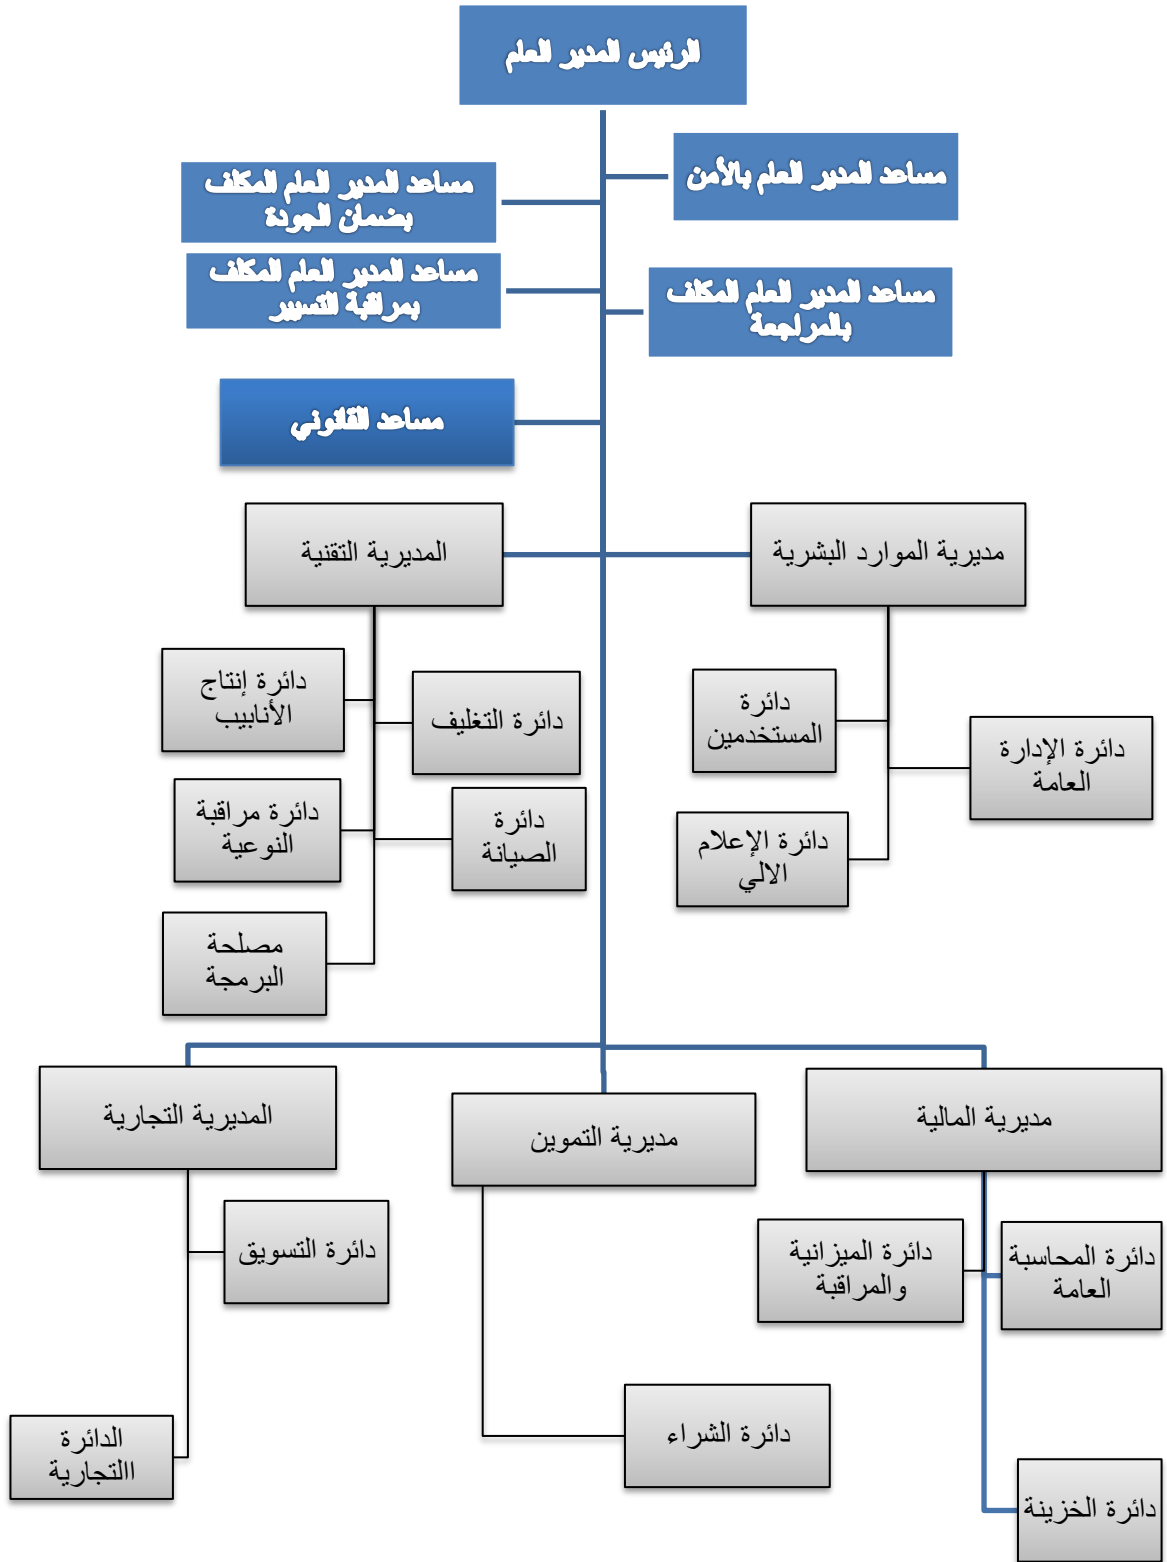 الرئيس المدير العام
مساعد المدير العام بالأمن
مساعد المدير العام المكلف
بضمان الجودة
مساعد المدير العام المكلف
بمراقبة التسيير
مساعد المدير العام المكلف
بالمراجعة
مساعد القانوني
مديرية الموارد البشرية
المديرية التقنية
دائرة
المستخدمين
دائرة الإدارة
العامة
دائرة الإعلام
الالي
دائرة إنتاج
الأنابيب
دائرة التغليف
دائرة مراقبة
النوعية
دائرة
الصيانة
مصلحة
البرمجة
مديرية المالية
مديرية التموين
المديرية التجارية
دائرة المحاسبة
العامة
دائرة الميزانية
والمراقبة
دائرة التسويق
دائرة الشراء
الدائرة
االتجارية
دائرة الخزينة